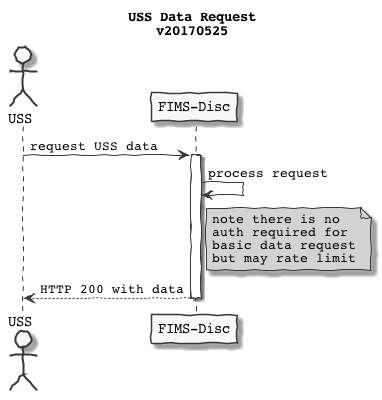 USS Data Request
v20170525
USS
FIMS-Disc
request USS data
process request
note there is no
auth required for
basic data request
but may rate limit
HTTP 200 with data
USS
FIMS-Disc